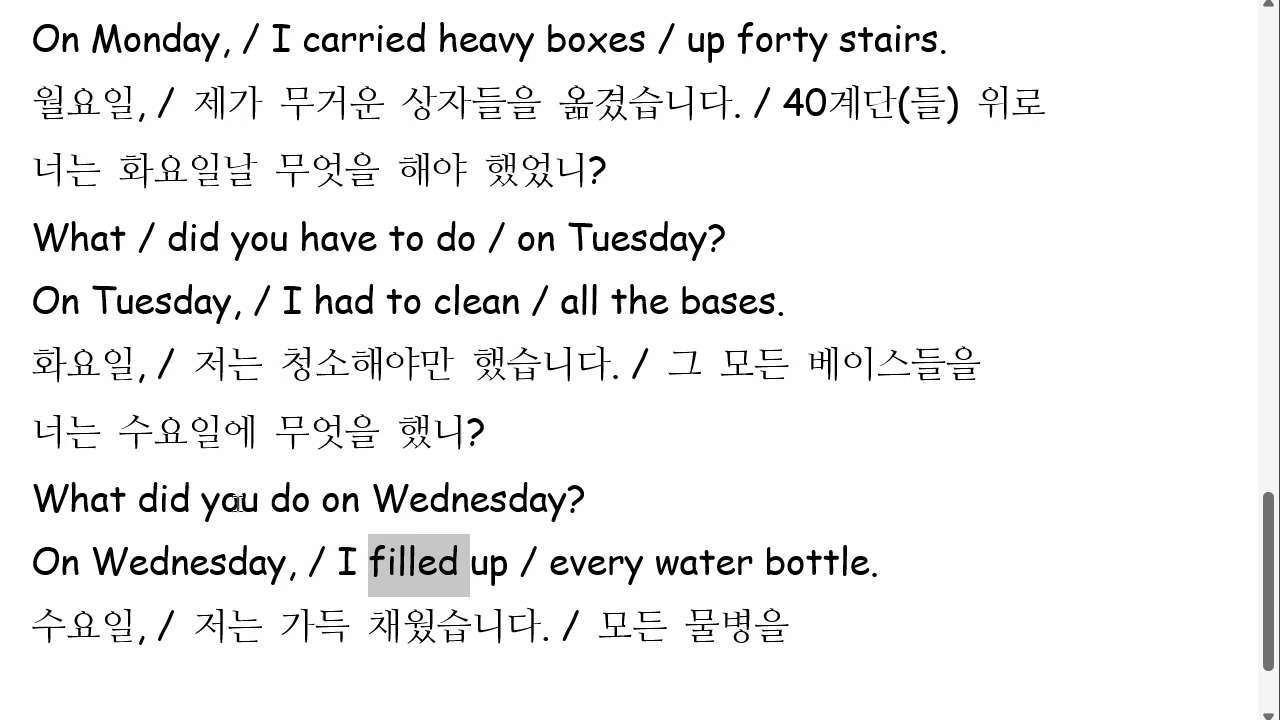 On Monday, / I carried heavy boxes / up forty stairs.
월요일, / 제가 무거운 상자들을 옮겼습니다. / 40계단(들) 위로
너는 화요일날 무엇을 해야 했었니?
What / did you have to do / on Tuesday?
On Tuesday, / I had to clean / all the bases.
화요일, / 저는 청소해야만 했습니다. / 그 모든 베이스들을
너는 수요일에 무엇을 했니?
What did you do on Wednesday?
On Wednesday, / I filled up / every water bottle.
수요일, / 저는 가득 채웠습니다. / 모든 물병을